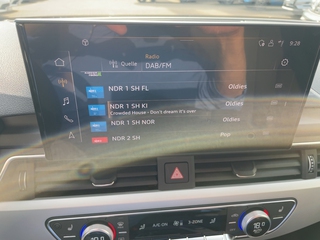 9:28
Radio
Quelle DAB/FM
NDR 1 SH FL Oldies
NDR 1 SH KI Oldies
Crowded House - Don't dream it's over
NDR 1 SH NOR Oldies
NDR 2 SH Pop
A/C ON 3-ZONE